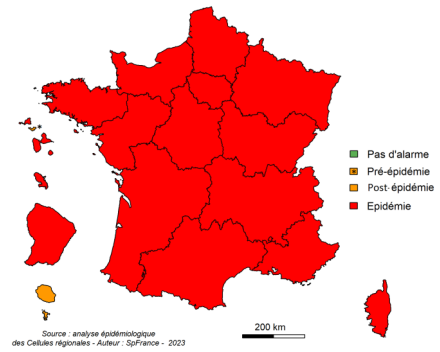 Pas d'alarme
Pré-épidémie
Post-épidémie
Epidémie
200 km
Source : analyse épidémiologique
des Cellules régionales - Auteur : SpFrance - 2023